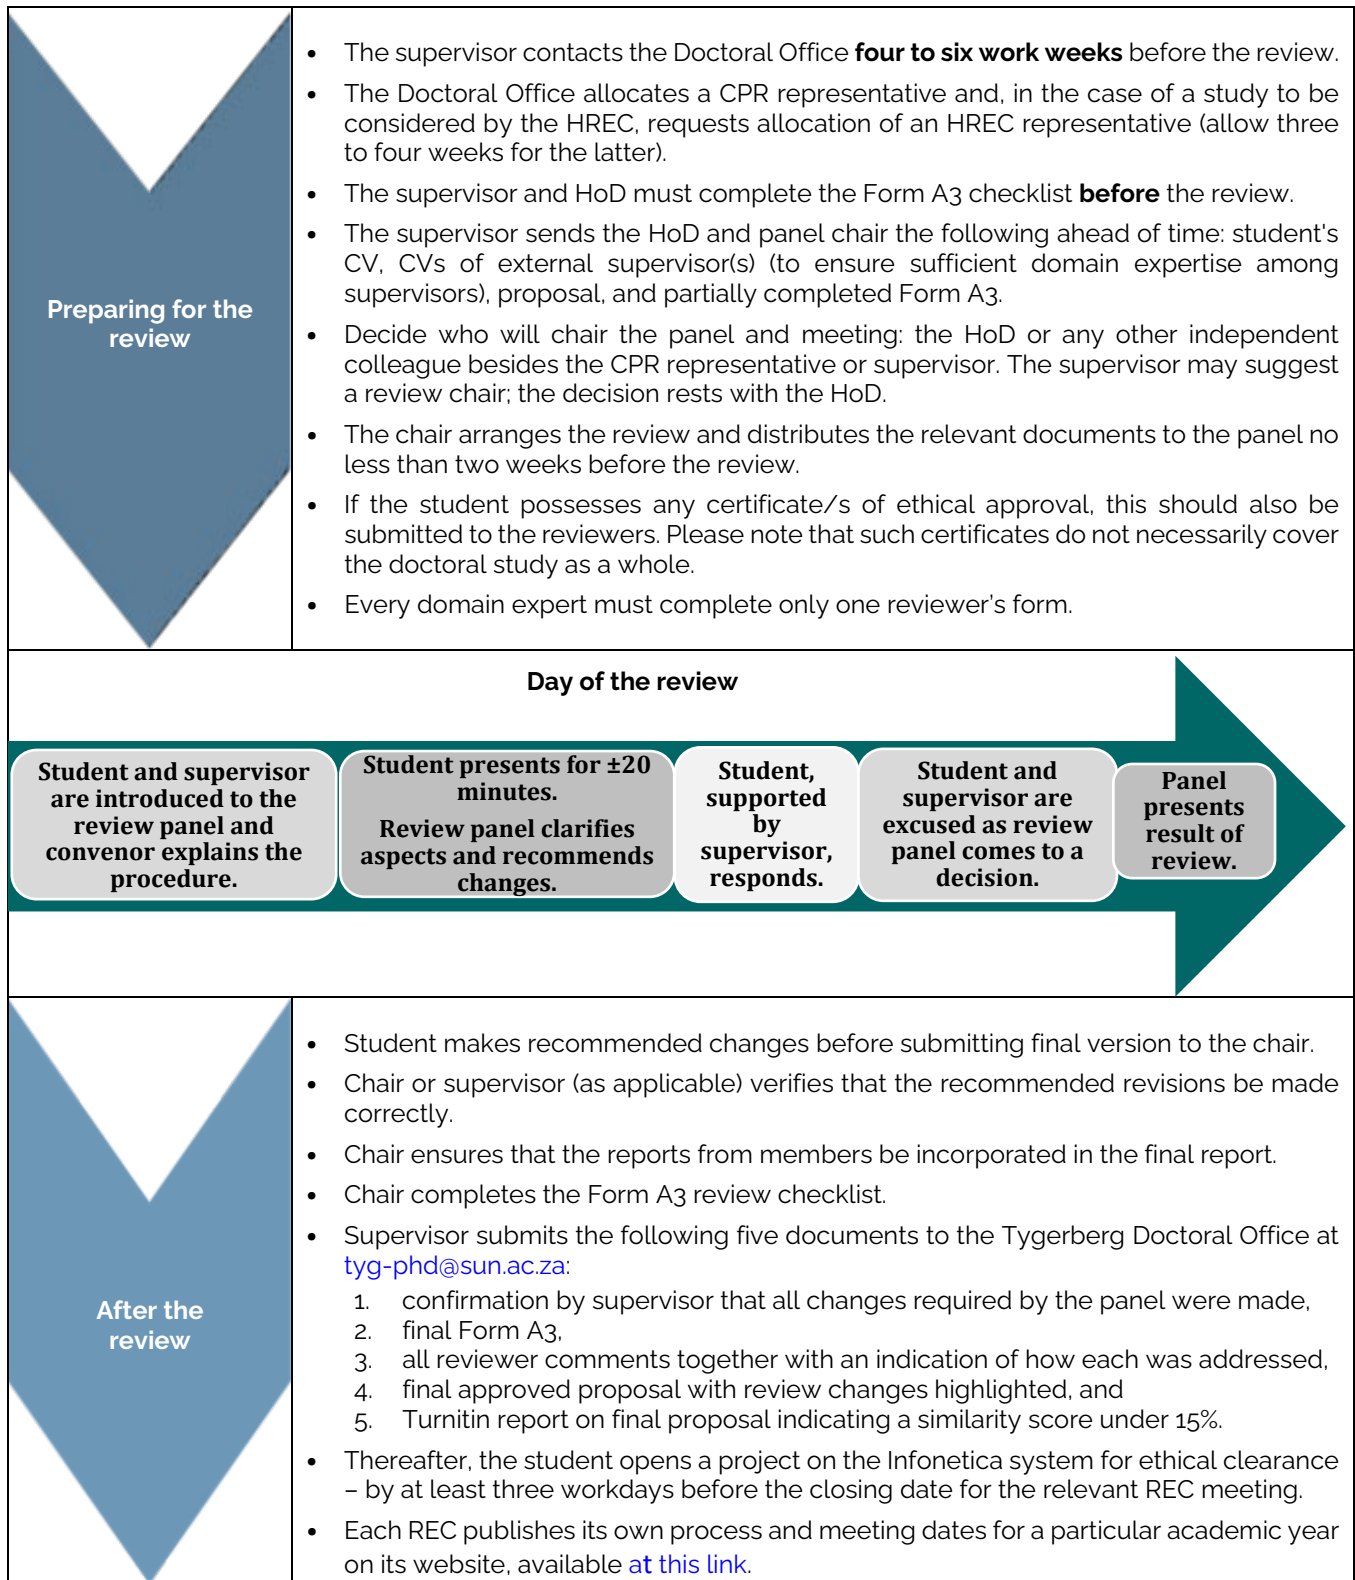 Preparing for the
review
• The supervisor contacts the Doctoral Office four to six work weeks before the review.
• The Doctoral Office allocates a CPR representative and, in the case of a study to be
considered by the HREC, requests allocation of an HREC representative (allow three
to four weeks for the latter).
• The supervisor and HoD must complete the Form A3 checklist before the review.
• The supervisor sends the HoD and panel chair the following ahead of time: student's
CV, CVs of external supervisor(s) (to ensure sufficient domain expertise among
supervisors), proposal, and partially completed Form A3.
• Decide who will chair the panel and meeting: the HoD or any other independent
colleague besides the CPR representative or supervisor. The supervisor may suggest
a review chair; the decision rests with the HoD.
• The chair arranges the review and distributes the relevant documents to the panel no
less than two weeks before the review.
• If the student possesses any certificate/s of ethical approval, this should also be
submitted to the reviewers. Please note that such certificates do not necessarily cover
the doctoral study as a whole.
• Every domain expert must complete only one reviewer’s form.
Day of the review
Student and supervisor
are introduced to the
review panel and
convenor explains the
procedure.
Student presents for ±20
minutes.
Review panel clarifies
aspects and recommends
changes.
Student,
supported
by
supervisor,
responds.
Student and
supervisor are
excused as review
panel comes to a
decision.
Panel
presents
result of
review.
After the
review
• Student makes recommended changes before submitting final version to the chair.
• Chair or supervisor (as applicable) verifies that the recommended revisions be made
correctly.
• Chair ensures that the reports from members be incorporated in the final report.
• Chair completes the Form A3 review checklist.
• Supervisor submits the following five documents to the Tygerberg Doctoral Office at
tyg-phd@sun.ac.za:
1. confirmation by supervisor that all changes required by the panel were made,
2. final Form A3,
3. all reviewer comments together with an indication of how each was addressed,
4. final approved proposal with review changes highlighted, and
5. Turnitin report on final proposal indicating a similarity score under 15%.
• Thereafter, the student opens a project on the Infonetica system for ethical clearance
– by at least three workdays before the closing date for the relevant REC meeting.
• Each REC publishes its own process and meeting dates for a particular academic year
on its website, available at this link.